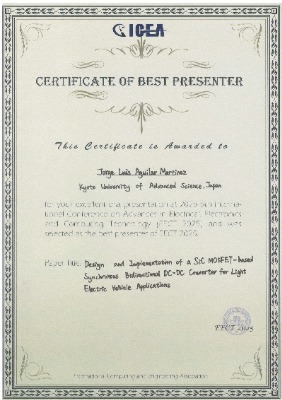 ICEA
CERTIFICATE OF BEST PRESENTER
This Certificate is Awarded to
Jorge Luis Aguilar Martinez
Kyoto University of Advanced Science, Japan
for your excellent oral presentation at 2025 5th Interna-
tional Conference on Advances in Electrical, Electronics
and Computing Technology (EECT 2025), and was
selected as the best presenter of EECT 2025.
Paper Title: Design and Implementation of a SiC MOSFET-based
Synchronous Bidirectional DC-DC Converter for Light
Electric Vehicle Applications
EECT 2025
International Computing and Engineering Association